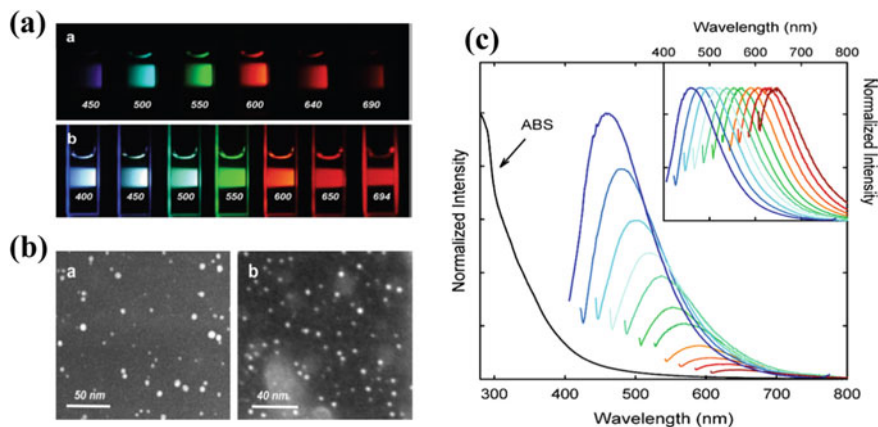 (a)
a
450 500 550 600 640 690
b
400 450 500 550 600 650 694
(b)
a
50 nm
b
40 nm
(c)
Wavelength (nm)
400 500 600 700 800
Normalized Intensity
ABS
Normalized Intensity
300 400 500 600 700 800
Wavelength (nm)